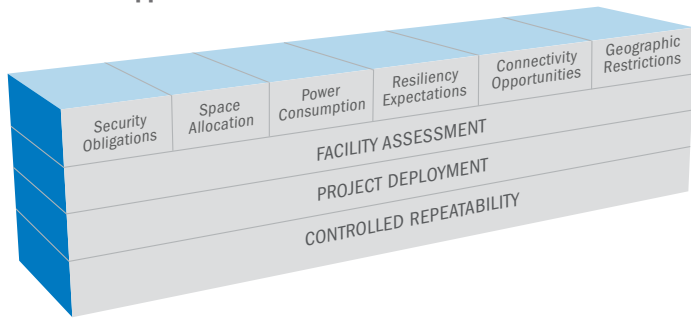 Security
Obligations
Space
Allocation
Power
Consumption
Resiliency
Expectations
Connectivity
Opportunities
Geographic
Restrictions
FACILITY ASSESSMENT
PROJECT DEPLOYMENT
CONTROLLED REPEATABILITY